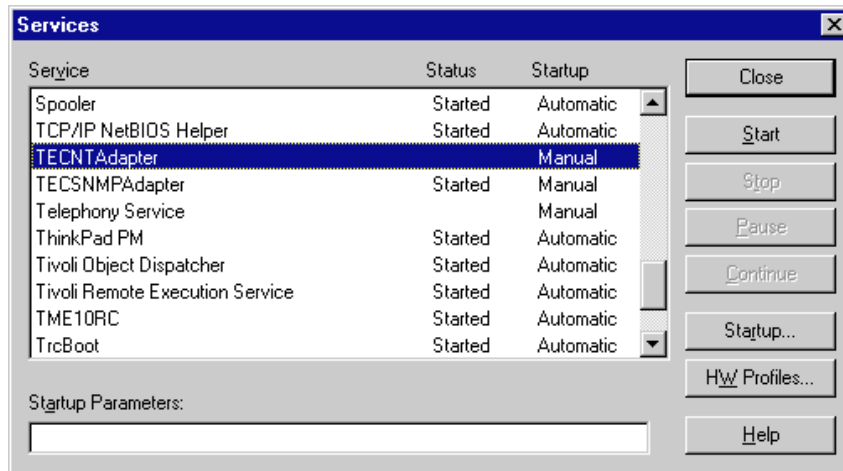 Services
Service Status Startup
Spooler Started Automatic
TCP/IP NetBIOS Helper Started Automatic
TECNTAdapter Manual
TECSNMPAdapter Started Automatic
Telephony Service Manual
ThinkPad PM Started Automatic
Tivoli Object Dispatcher Started Automatic
Tivoli Remote Execution Service Started Automatic
TME10RC Started Automatic
TrcBoot Started Automatic
Startup Parameters:
Close
Start
Stop
Pause
Continue
Startup...
HW Profiles...
Help